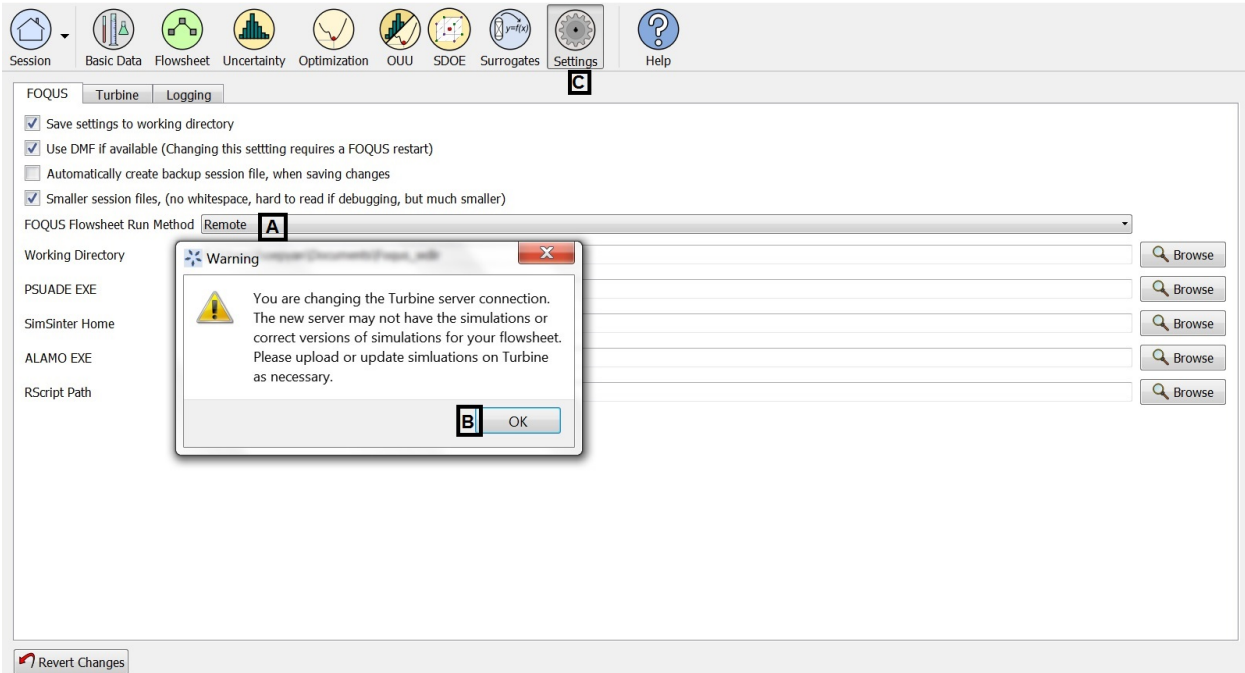 Session
Basic Data
Flowsheet
Uncertainty
Optimization
OUU
SDOE
y=f(x)
Surrogates
Settings
Help
C
FOQUS
Turbine
Logging
Save settings to working directory
Use DMF if available (Changing this settting requires a FOQUS restart)
Automatically create backup session file, when saving changes
Smaller session files, (no whitespace, hard to read if debugging, but much smaller)
FOQUS Flowsheet Run Method Remote
A
Working Directory
Browse
PSUADE EXE
Browse
SimSinter Home
Browse
ALAMO EXE
Browse
RScript Path
Browse
Warning
You are changing the Turbine server connection.
The new server may not have the simulations or
correct versions of simulations for your flowsheet.
Please upload or update simluations on Turbine
as necessary.
B
OK
Revert Changes